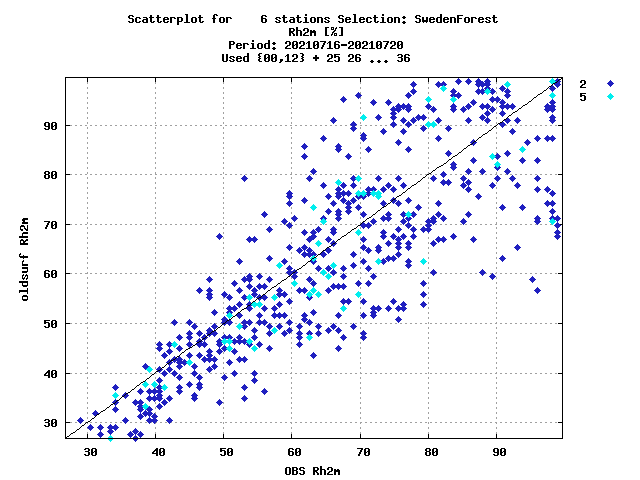 Scatterplot for 6 stations Selection: SwedenForest
Rh2m [%]
Period: 20210716-20210720
Used {00,12} + 25 26 ... 36
2
5
90
80
70
60
50
40
30
oldsurf Rh2m
30 40 50 60 70 80 90
OBS Rh2m